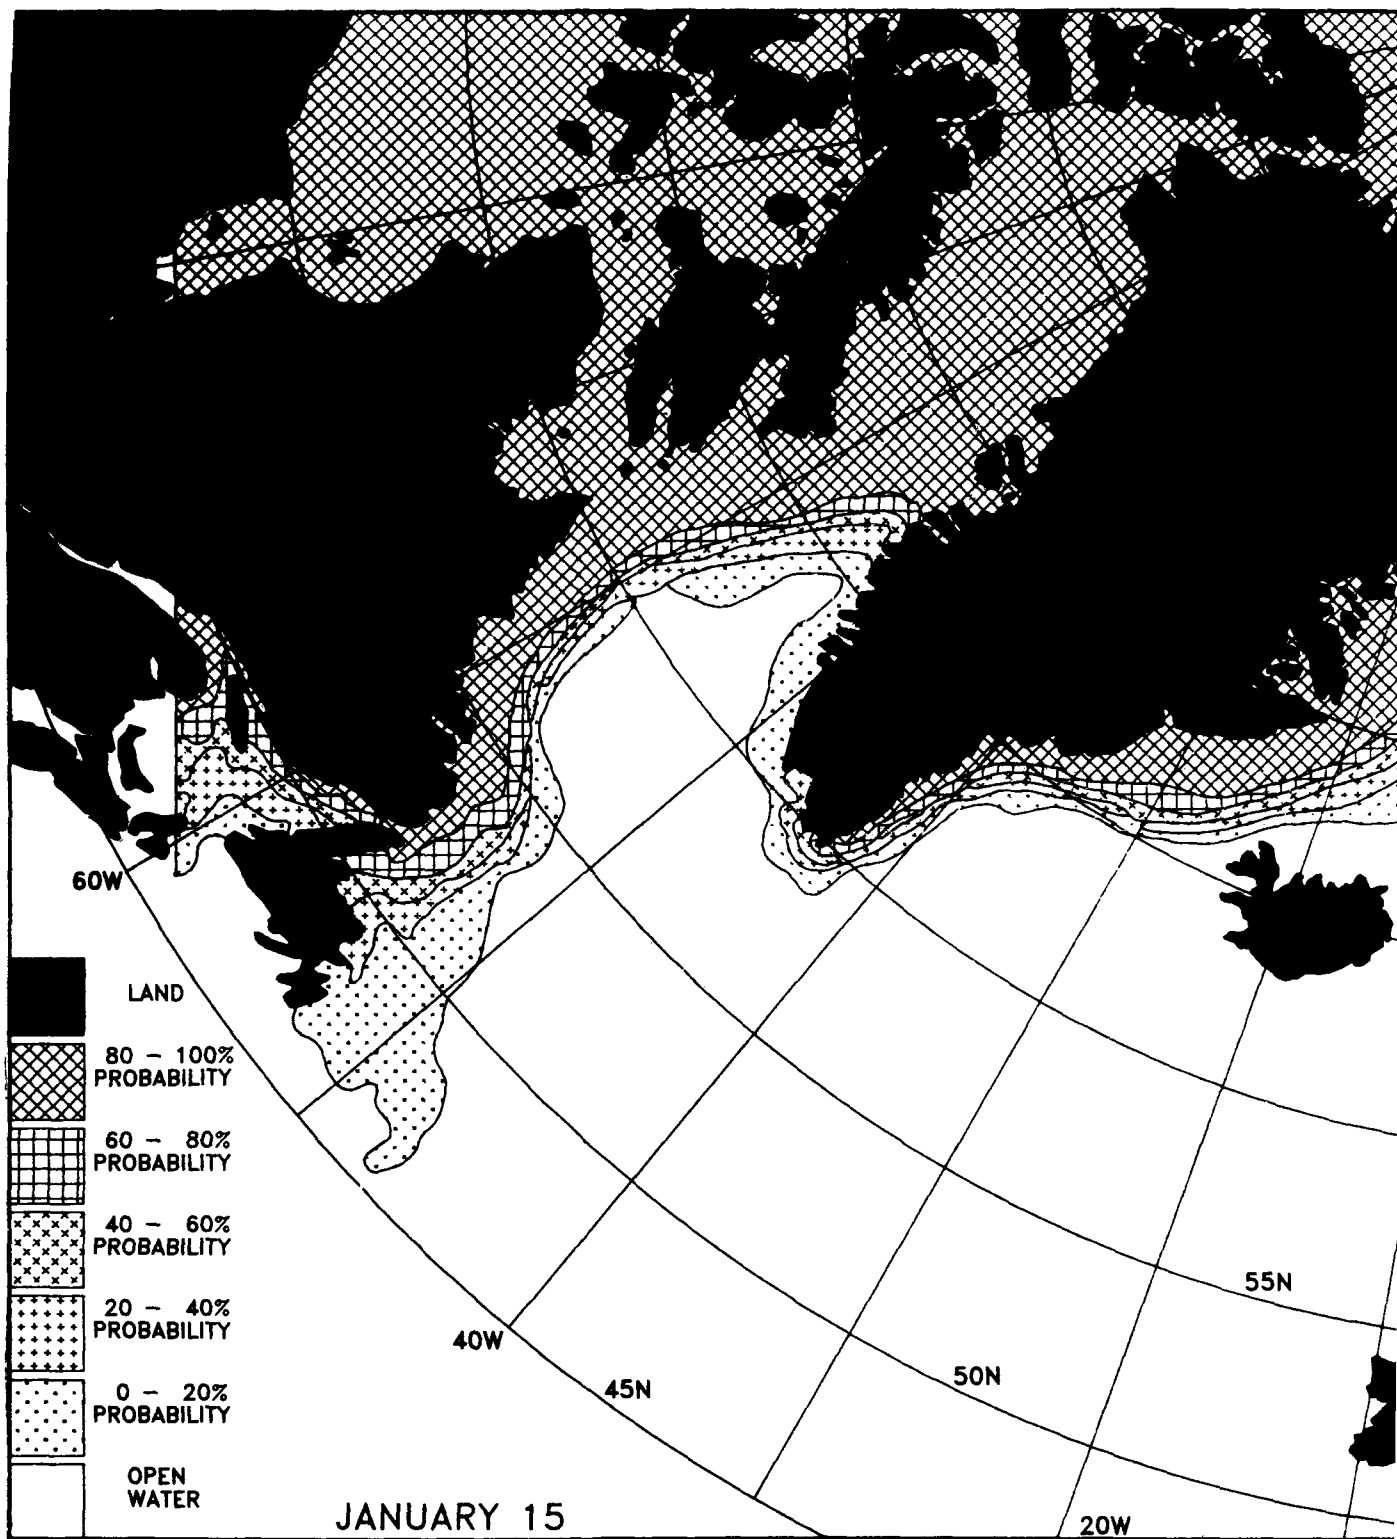 60W
LAND
80 - 100%
PROBABILITY
60 - 80%
PROBABILITY
40 - 60%
PROBABILITY
20 - 40%
PROBABILITY
0 - 20%
PROBABILITY
OPEN
WATER
JANUARY 15
40W
45N
50N
55N
20W